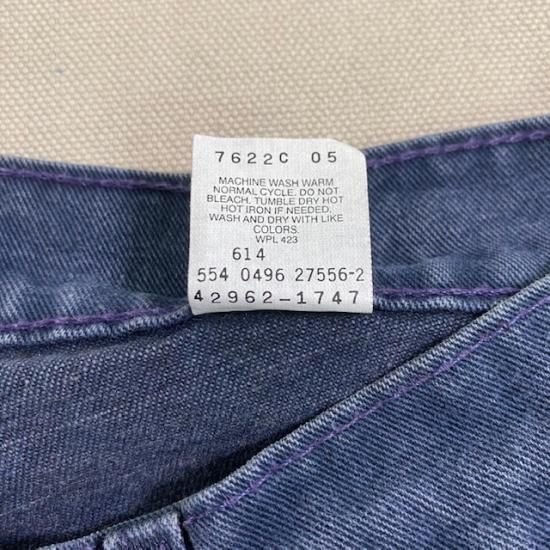 7622C 05
MACHINE WASH WARM
NORMAL CYCLE. DO NOT
BLEACH. TUMBLE DRY HOT
HOT IRON IF NEEDED.
WASH AND DRY WITH LIKE
COLORS.
WPL 423
614
554 0496 27556-2
42962-1747